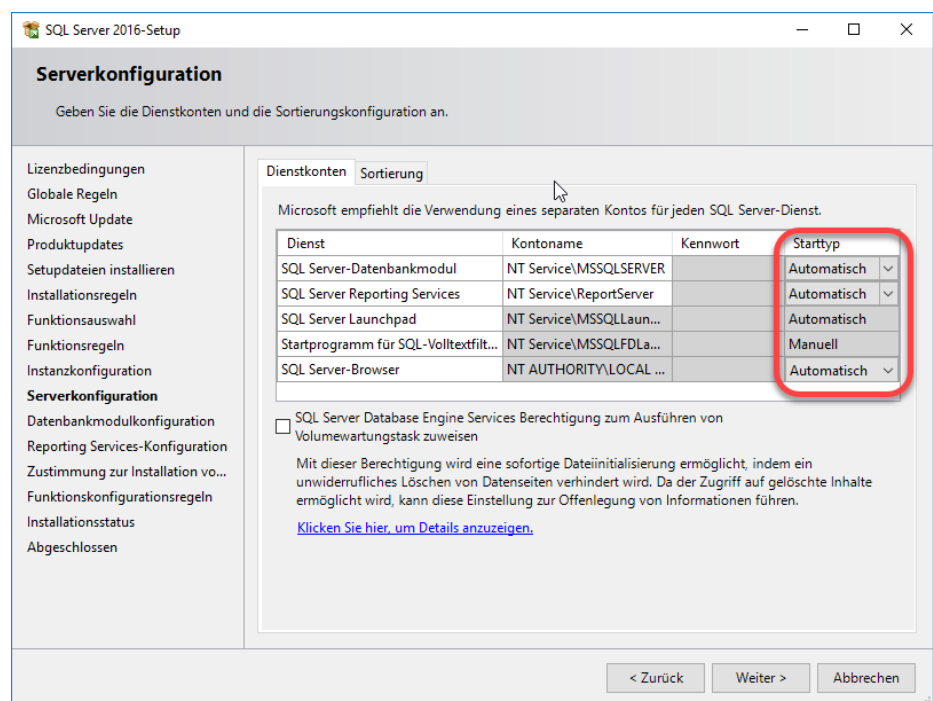 SQL Server 2016-Setup
Serverkonfiguration
Geben Sie die Dienstkonten und die Sortierungskonfiguration an.
Lizenzbedingungen
Globale Regeln
Microsoft Update
Produktupdates
Setupdateien installieren
Installationsregeln
Funktionsauswahl
Funktionsregeln
Instanzkonfiguration
Serverkonfiguration
Datenbankmodulkonfiguration
Reporting Services-Konfiguration
Zustimmung zur Installation vo...
Funktionskonfigurationsregeln
Installationsstatus
Abgeschlossen
Dienstkonten Sortierung
Microsoft empfiehlt die Verwendung eines separaten Kontos für jeden SQL Server-Dienst.
Dienst Kontoname Kennwort Starttyp
SQL Server-Datenbankmodul NT Service\MSSQLSERVER Automatisch
SQL Server Reporting Services NT Service\ReportServer Automatisch
SQL Server Launchpad NT Service\MSSQLLaun... Automatisch
Startprogramm für SQL-Volltextfilt... NT Service\MSSQLFDLa... Manuell
SQL Server-Browser NT AUTHORITY\LOCAL ... Automatisch
SQL Server Database Engine Services Berechtigung zum Ausführen von
Volumewartungstask zuweisen
Mit dieser Berechtigung wird eine sofortige Dateiinitialisierung ermöglicht, indem ein
unwiderrufliches Löschen von Datenseiten verhindert wird. Da der Zugriff auf gelöschte Inhalte
ermöglicht wird, kann diese Einstellung zur Offenlegung von Informationen führen.
Klicken Sie hier, um Details anzuzeigen.
< Zurück Weiter > Abbrechen